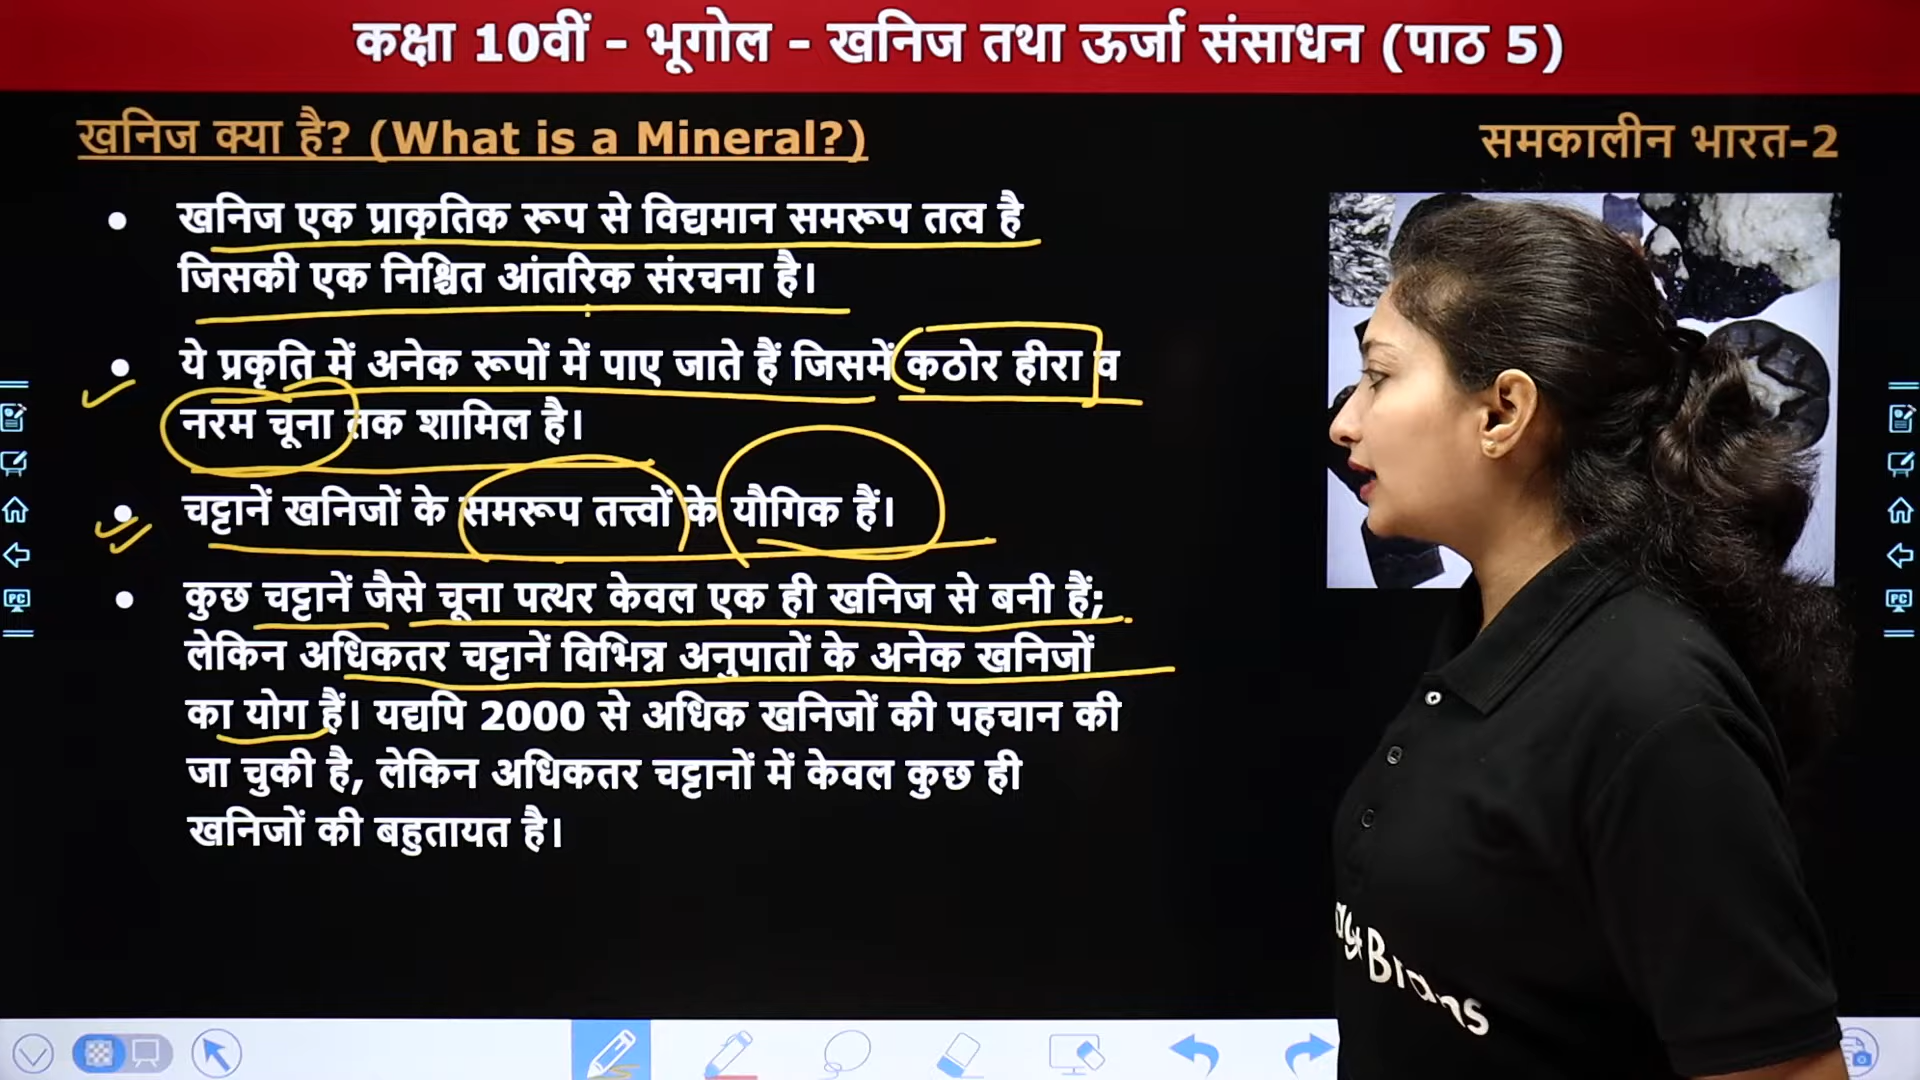 कक्षा 10वीं - भूगोल - खनिज तथा ऊर्जा संसाधन (पाठ 5)
खनिज क्या है? (What is a Mineral?)
समकालीन भारत-2
खनिज एक प्राकृतिक रूप से विद्यमान समरूप तत्व है
जिसकी एक निश्चित आंतरिक संरचना है।
ये प्रकृति में अनेक रूपों में पाए जाते हैं जिसमें कठोर हीरा व
नरम चूना तक शामिल है।
चट्टानें खनिजों के समरूप तत्त्वों के यौगिक हैं।
कुछ चट्टानें जैसे चूना पत्थर केवल एक ही खनिज से बनी हैं;
लेकिन अधिकतर चट्टानें विभिन्न अनुपातों के अनेक खनिजों
का योग हैं। यद्यपि 2000 से अधिक खनिजों की पहचान की
जा चुकी है, लेकिन अधिकतर चट्टानों में केवल कुछ ही
खनिजों की बहुतायत है।
PC
PC